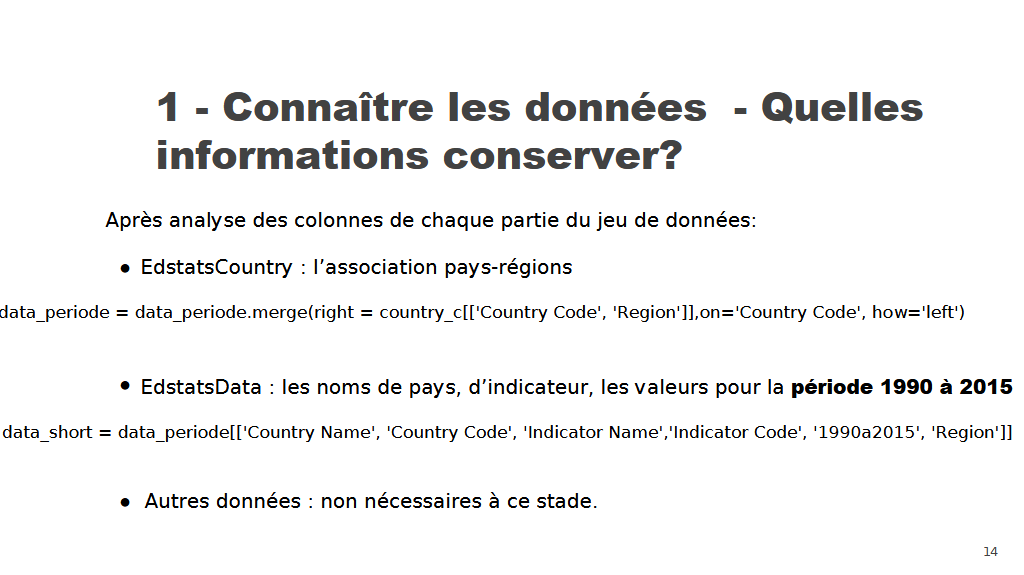 1 - Connaître les données  - Quelles
informations conserver?
Après analyse des colonnes de chaque partie du jeu de données:
● EdstatsCountry : l’association pays-régions
data_periode = data_periode.merge(right = country_c[['Country Code', 'Region']],on='Country Code', how='left')
● EdstatsData : les noms de pays, d’indicateur, les valeurs pour la période 1990 à 2015
data_short = data_periode[['Country Name', 'Country Code', 'Indicator Name','Indicator Code', '1990a2015', 'Region']]
● Autres données : non nécessaires à ce stade.
14